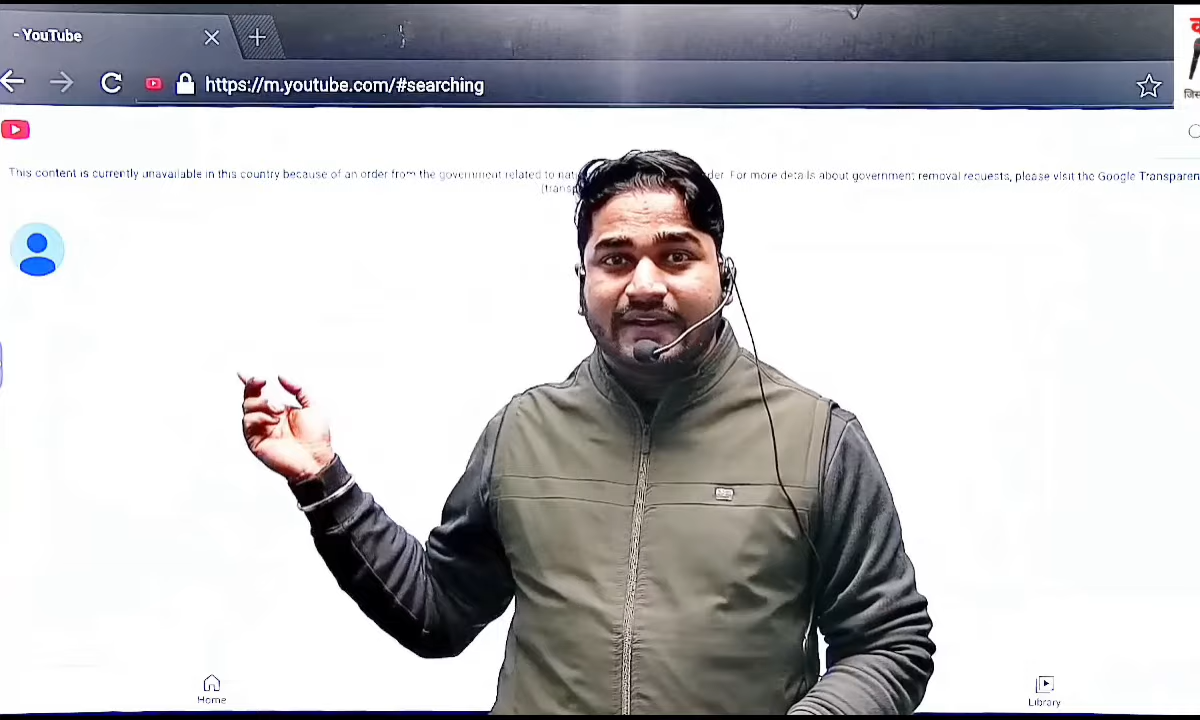 - YouTube
https://m.youtube.com/#searching
This content is currently unavailable in this country because of an order from the government related to For more details about government removal requests, please visit the Google
Home
Library